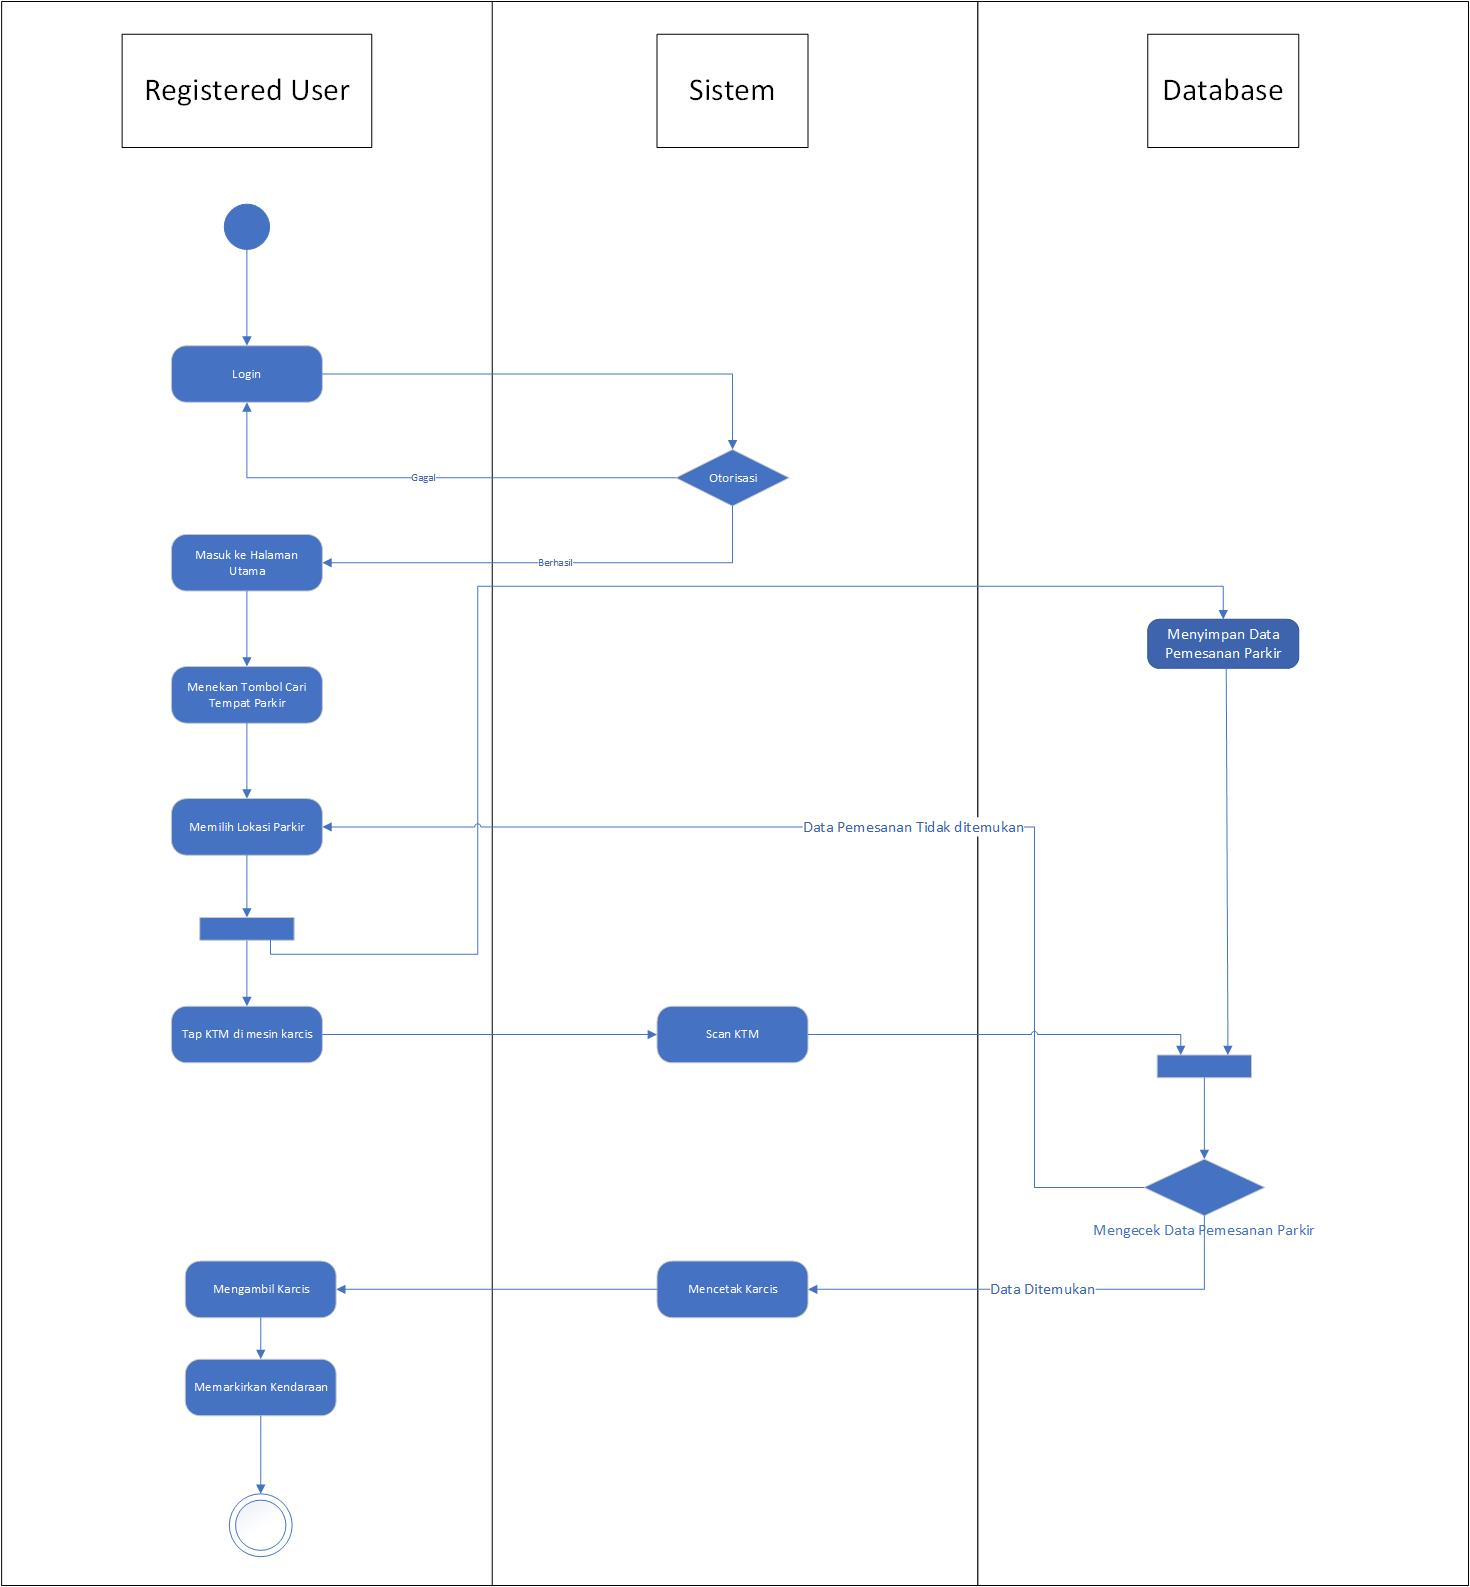 Registered User
Sistem
Database
Login
Otorisasi
Gagal
Masuk ke Halaman
Utama
Berhasil
Menyimpan Data
Pemesanan Parkir
Menekan Tombol Cari
Tempat Parkir
Memilih Lokasi Parkir
Data Pemesanan Tidak ditemukan
Tap KTM di mesin karcis
Scan KTM
Mengecek Data Pemesanan Parkir
Mengambil Karcis
Mencetak Karcis
Data Ditemukan
Memarkirkan Kendaraan